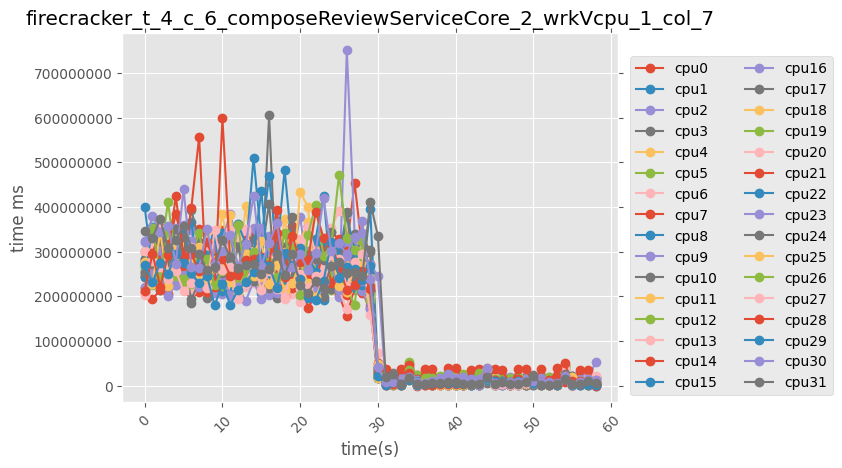 firecracker_t_4_c_6_composeReviewServiceCore_2_wrkVcpu_1_col_7
time ms
700000000
600000000
500000000
400000000
300000000
200000000
100000000
0
0
10
20
30
40
50
60
time(s)
cpu0
cpu1
cpu2
cpu3
cpu4
cpu5
cpu6
cpu7
cpu8
cpu9
cpu10
cpu11
cpu12
cpu13
cpu14
cpu15
cpu16
cpu17
cpu18
cpu19
cpu20
cpu21
cpu22
cpu23
cpu24
cpu25
cpu26
cpu27
cpu28
cpu29
cpu30
cpu31